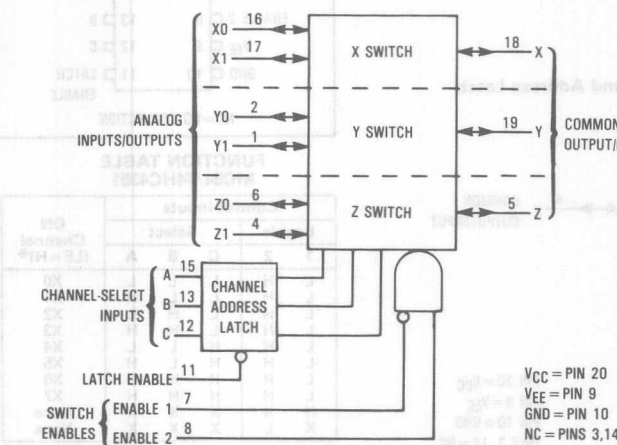 X0 16
X1 17
X SWITCH
18 X
Y0 2
Y1 1
Y SWITCH
19 Y
ANALOG
INPUTS/OUTPUTS
COMMON
OUTPUT/
Z0 6
Z1 4
Z SWITCH
5 Z
A 15
B 13
C 12
CHANNEL-SELECT
INPUTS
CHANNEL
ADDRESS
LATCH
LATCH ENABLE 11
SWITCH
ENABLES
ENABLE 1 7
ENABLE 2 8
VCC = PIN 20
VEE = PIN 9
GND = PIN 10
NC = PINS 3,14